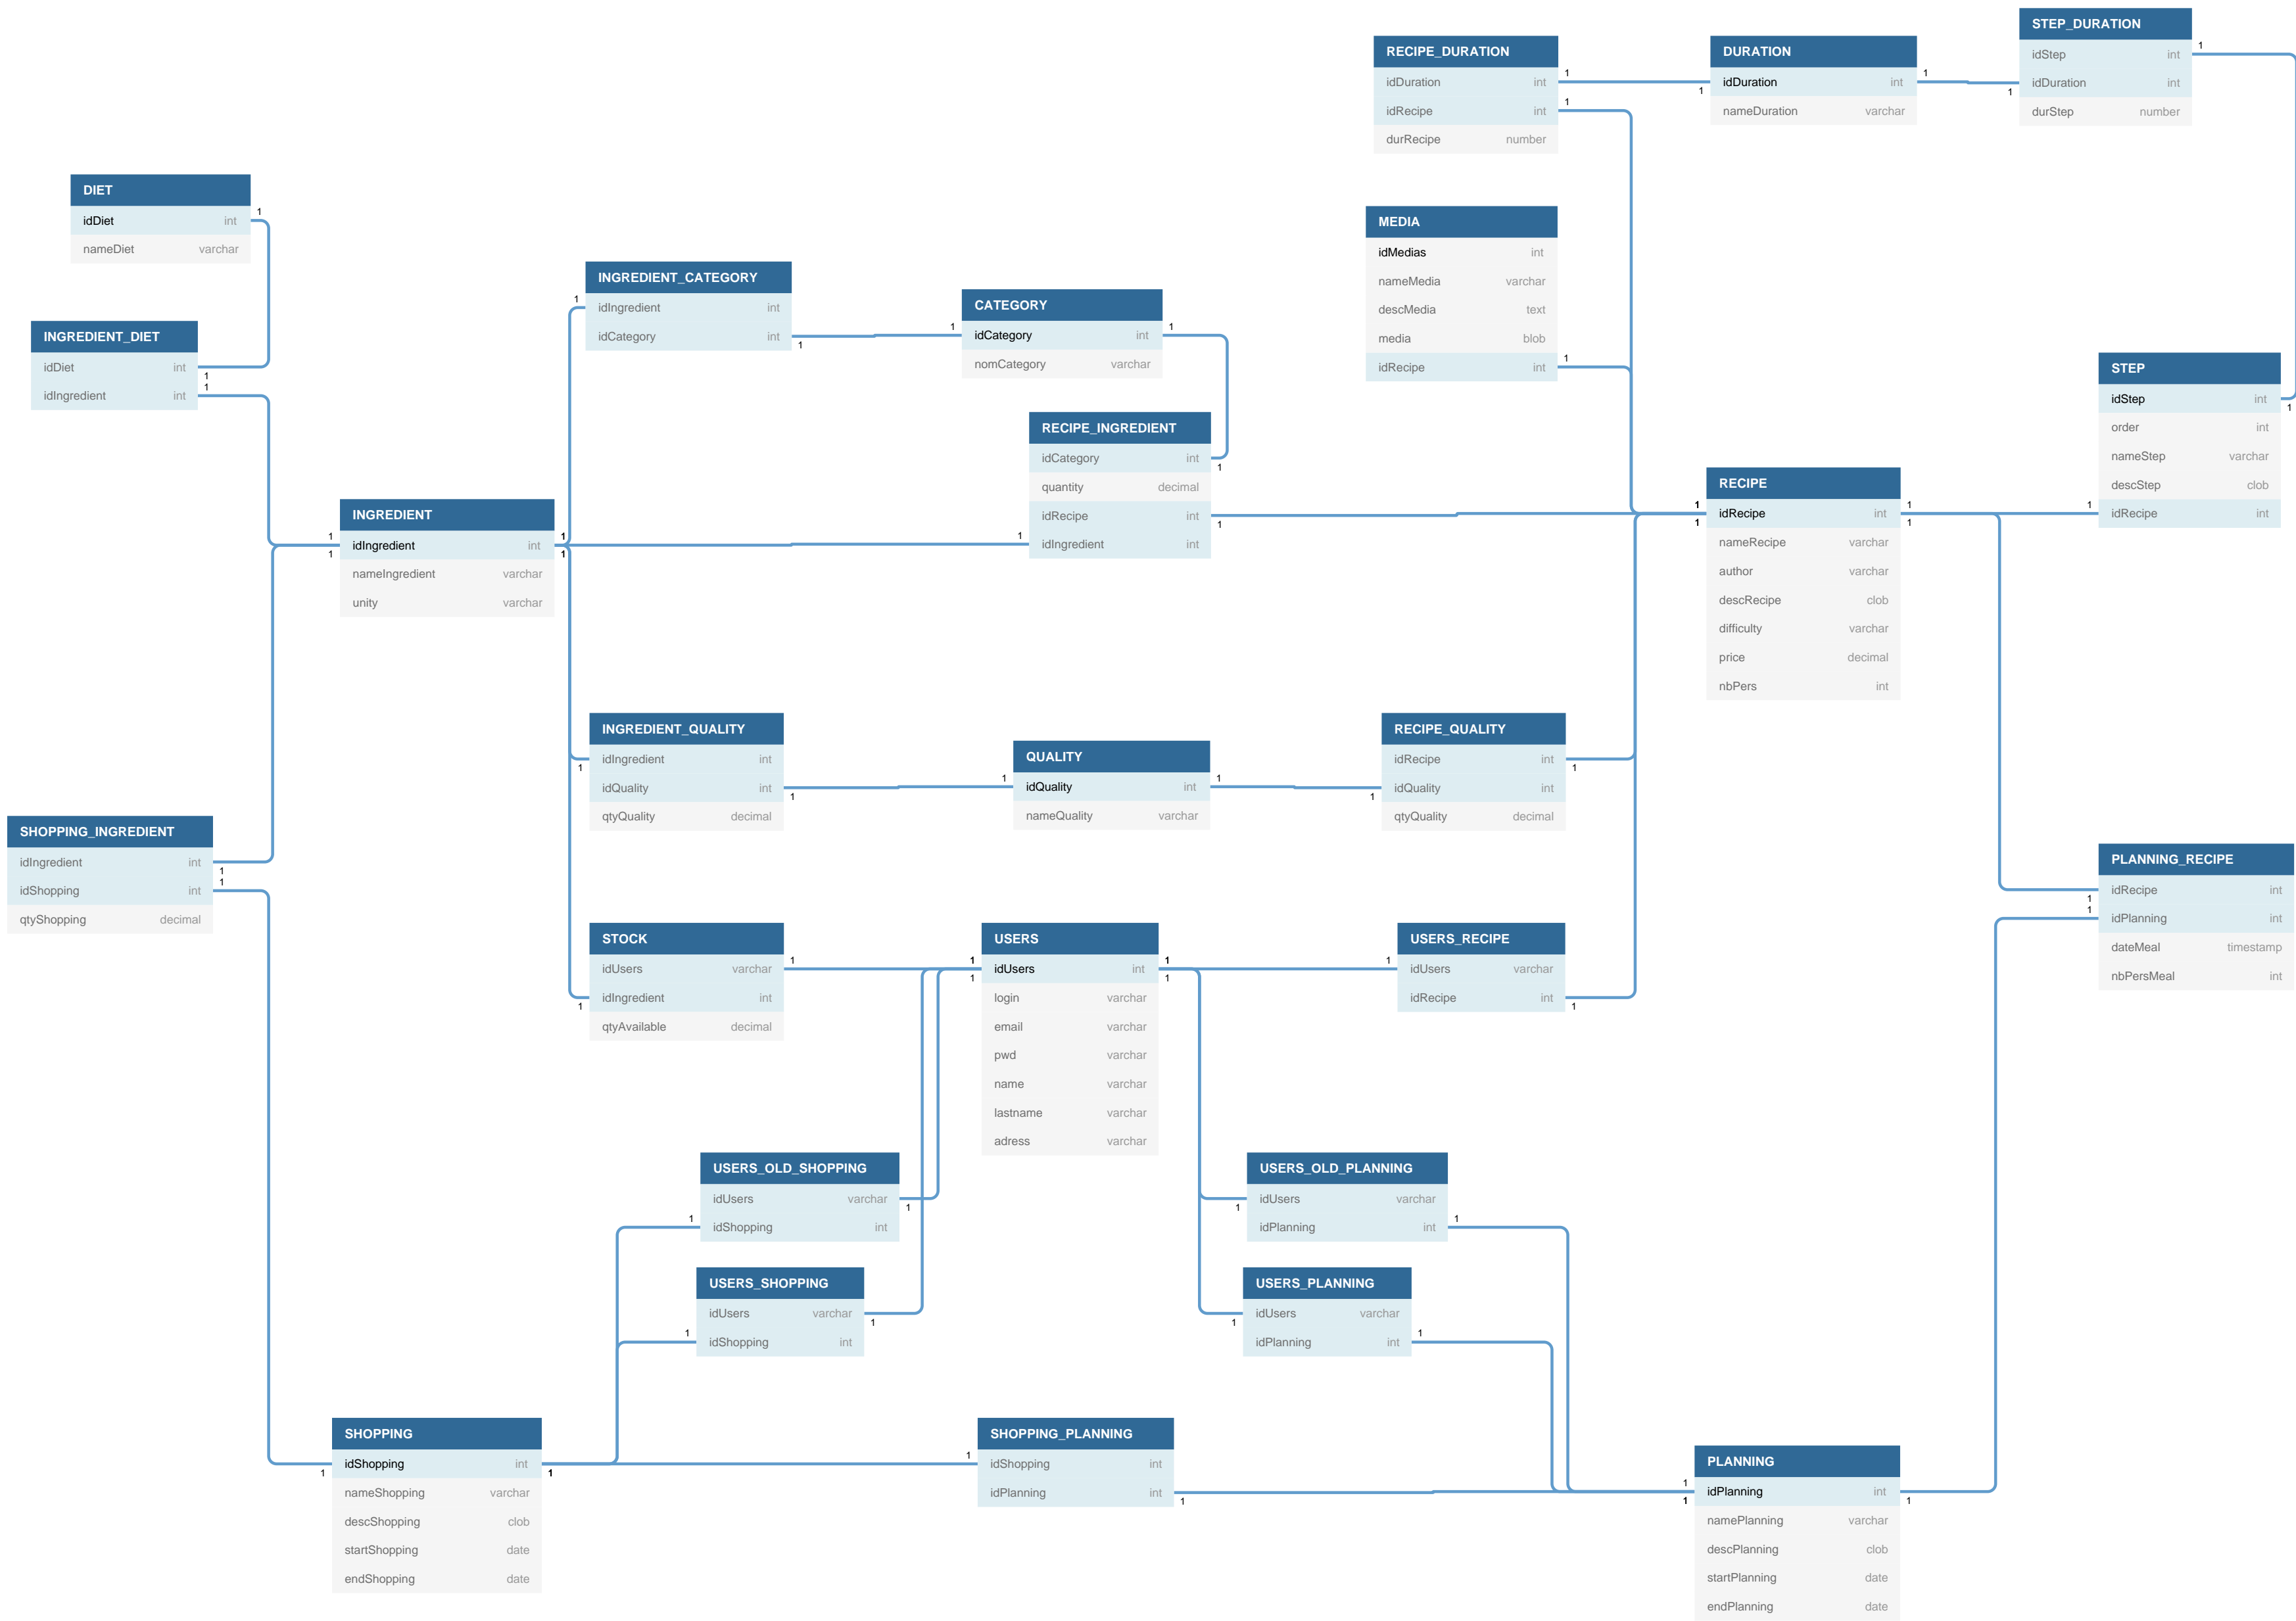 STEP_DURATION
idStep int
idDuration int
durStep number
RECIPE_DURATION
idDuration int
idRecipe int
durRecipe number
DURATION
idDuration int
nameDuration varchar
DIET
idDiet int
nameDiet varchar
MEDIA
idMedias int
nameMedia varchar
descMedia text
media blob
idRecipe int
INGREDIENT_CATEGORY
idIngredient int
idCategory int
CATEGORY
idCategory int
nomCategory varchar
INGREDIENT_DIET
idDiet int
idIngredient int
STEP
idStep int
order int
nameStep varchar
descStep clob
idRecipe int
RECIPE_INGREDIENT
idCategory int
quantity decimal
idRecipe int
idIngredient int
RECIPE
idRecipe int
nameRecipe varchar
author varchar
descRecipe clob
difficulty varchar
price decimal
nbPers int
INGREDIENT
idIngredient int
nameIngredient varchar
unity varchar
INGREDIENT_QUALITY
idIngredient int
idQuality int
qtyQuality decimal
QUALITY
idQuality int
nameQuality varchar
RECIPE_QUALITY
idRecipe int
idQuality int
qtyQuality decimal
SHOPPING_INGREDIENT
idIngredient int
idShopping int
qtyShopping decimal
PLANNING_RECIPE
idRecipe int
idPlanning int
dateMeal timestamp
nbPersMeal int
STOCK
idUsers varchar
idIngredient int
qtyAvailable decimal
USERS
idUsers int
login varchar
email varchar
pwd varchar
name varchar
lastname varchar
adress varchar
USERS_RECIPE
idUsers varchar
idRecipe int
USERS_OLD_SHOPPING
idUsers varchar
idShopping int
USERS_OLD_PLANNING
idUsers varchar
idPlanning int
USERS_SHOPPING
idUsers varchar
idShopping int
USERS_PLANNING
idUsers varchar
idPlanning int
SHOPPING
idShopping int
nameShopping varchar
descShopping clob
startShopping date
endShopping date
SHOPPING_PLANNING
idShopping int
idPlanning int
PLANNING
idPlanning int
namePlanning varchar
descPlanning clob
startPlanning date
endPlanning date